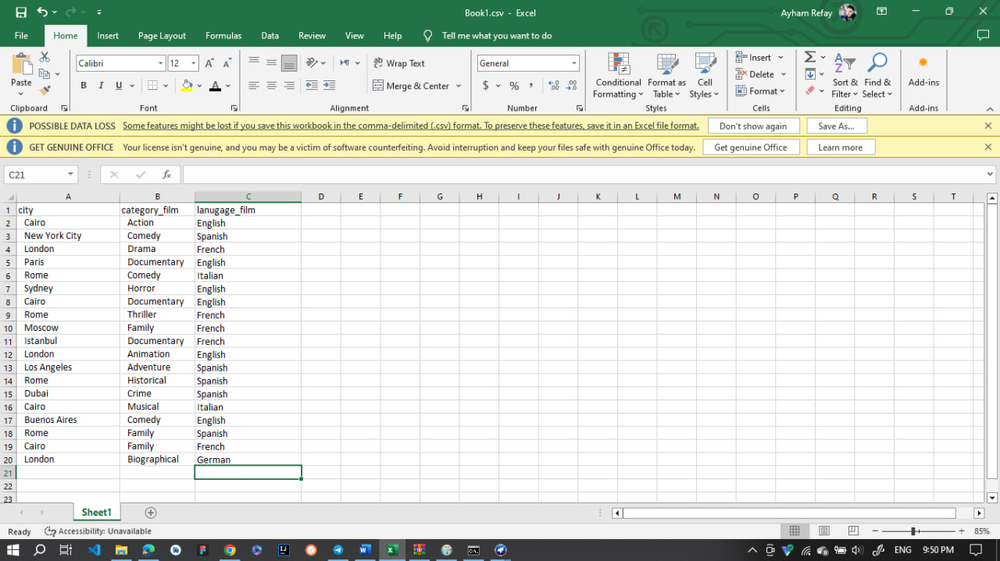 Book1.csv - Excel
Ayham Refay
File Home Insert Page Layout Formulas Data Review View Help Tell me what you want to do
Calibri 12 Wrap Text General Insert
Paste Conditional Format as Cell Delete Sort & Find & Add-ins
B I U Merge & Center $ % , Formatting Table Styles Format Filter Select
Clipboard Font Alignment Number Styles Cells Editing Add-ins
POSSIBLE DATA LOSS Some features might be lost if you save this workbook in the comma-delimited (.csv) format. To preserve these features, save it in an Excel file format. Don't show again Save As...
GET GENUINE OFFICE Your license isn't genuine, and you may be a victim of software counterfeiting. Avoid interruption and keep your files safe with genuine Office today. Get genuine Office Learn more
C21 fx
A B C D E F G H I J K L M N O P Q R S T
1 city category_film lanugage_film
2 Cairo Action English
3 New York City Comedy Spanish
4 London Drama French
5 Paris Documentary English
6 Rome Comedy Italian
7 Sydney Horror English
8 Cairo Documentary English
9 Rome Thriller French
10 Moscow Family French
11 Istanbul Documentary French
12 London Animation English
13 Los Angeles Adventure Spanish
14 Rome Historical Spanish
15 Dubai Crime Spanish
16 Cairo Musical Italian
17 Buenos Aires Comedy English
18 Rome Family Spanish
19 Cairo Family French
20 London Biographical German
21
22
23
Sheet1
Ready Accessibility: Unavailable 85%
ENG 9:50 PM